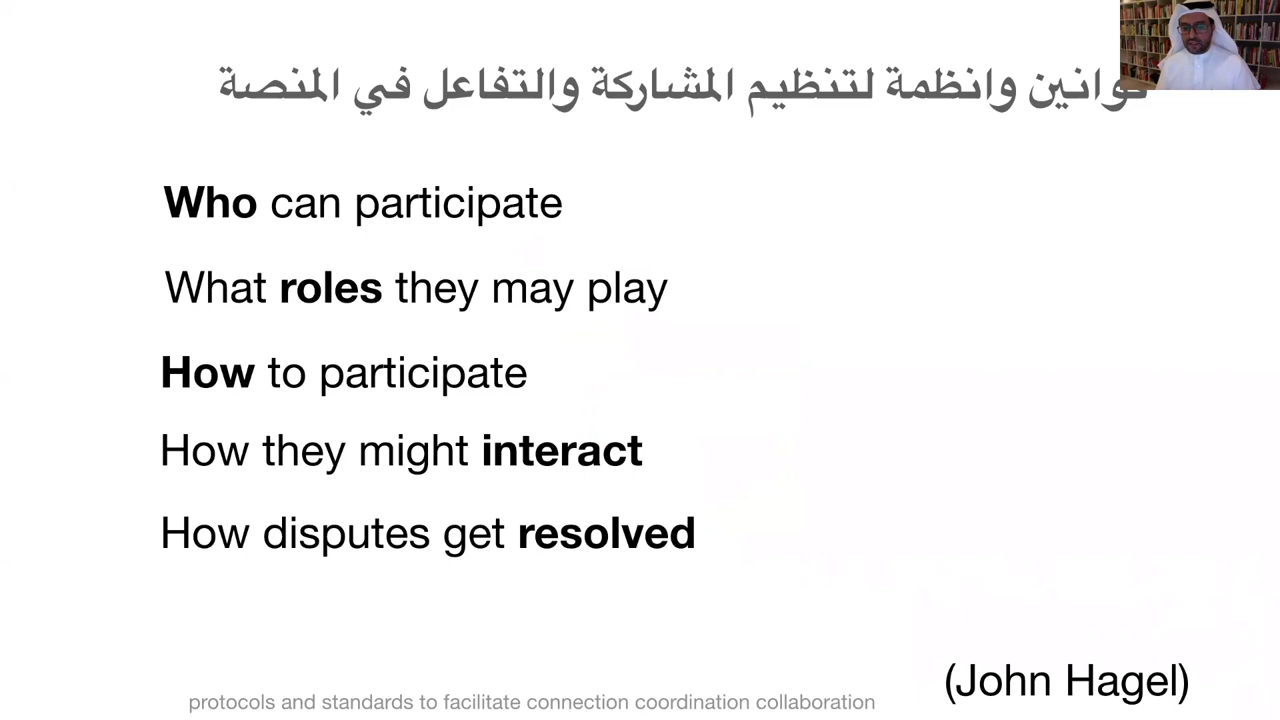 قوانين وانظمة لتنظيم المشاركة والتفاعل في المنصة
Who can participate
What roles they may play
How to participate
How they might interact
How disputes get resolved
(John Hagel)
protocols and standards to facilitate connection coordination collaboration